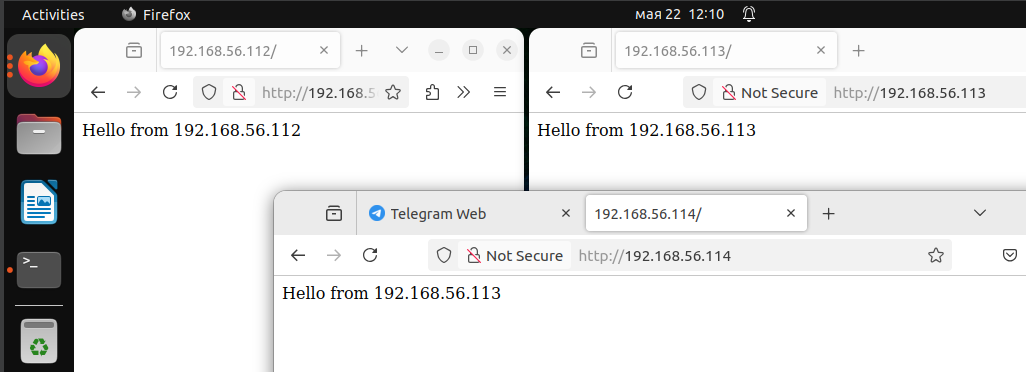 Activities Firefox мая 22 12:10
192.168.56.112/
http://192.168.5
Hello from 192.168.56.112
192.168.56.113/
Not Secure http://192.168.56.113
Hello from 192.168.56.113
Telegram Web 192.168.56.114/
Not Secure http://192.168.56.114
Hello from 192.168.56.113
>_